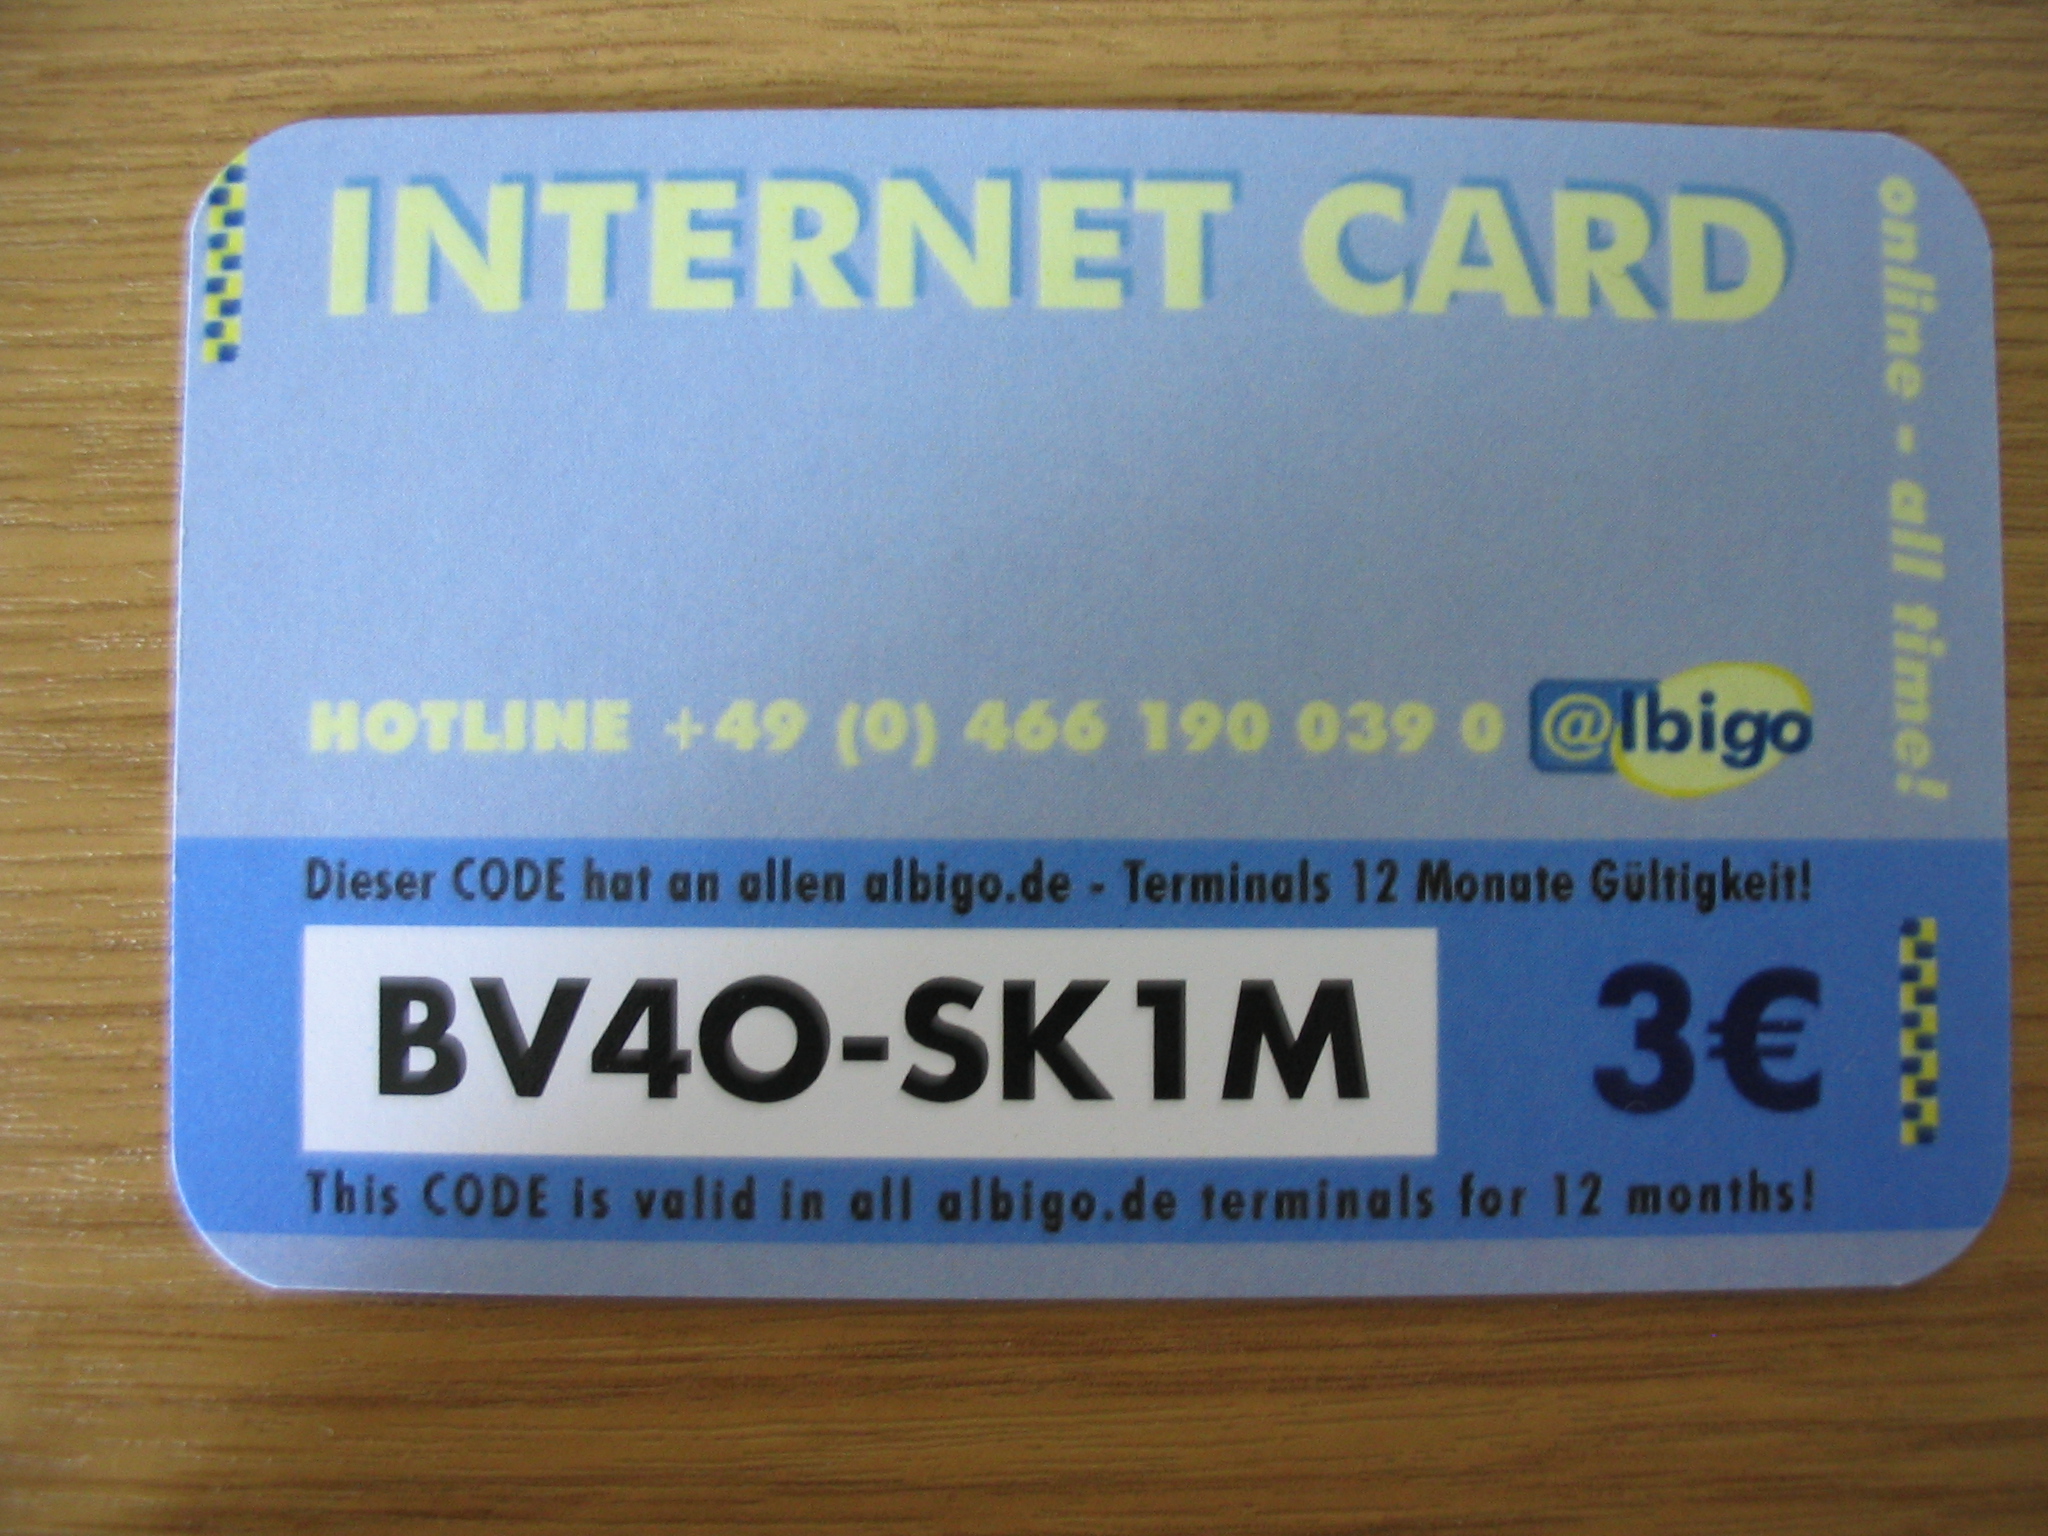 INTERNET CARD
online - all time!
HOTLINE +49 (0) 466 190 039 0 @lbigo
Dieser CODE hat an allen albigo.de - Terminals 12 Monate Gültigkeit!
BV4O-SK1M 3€
This CODE is valid in all albigo.de terminals for 12 months!